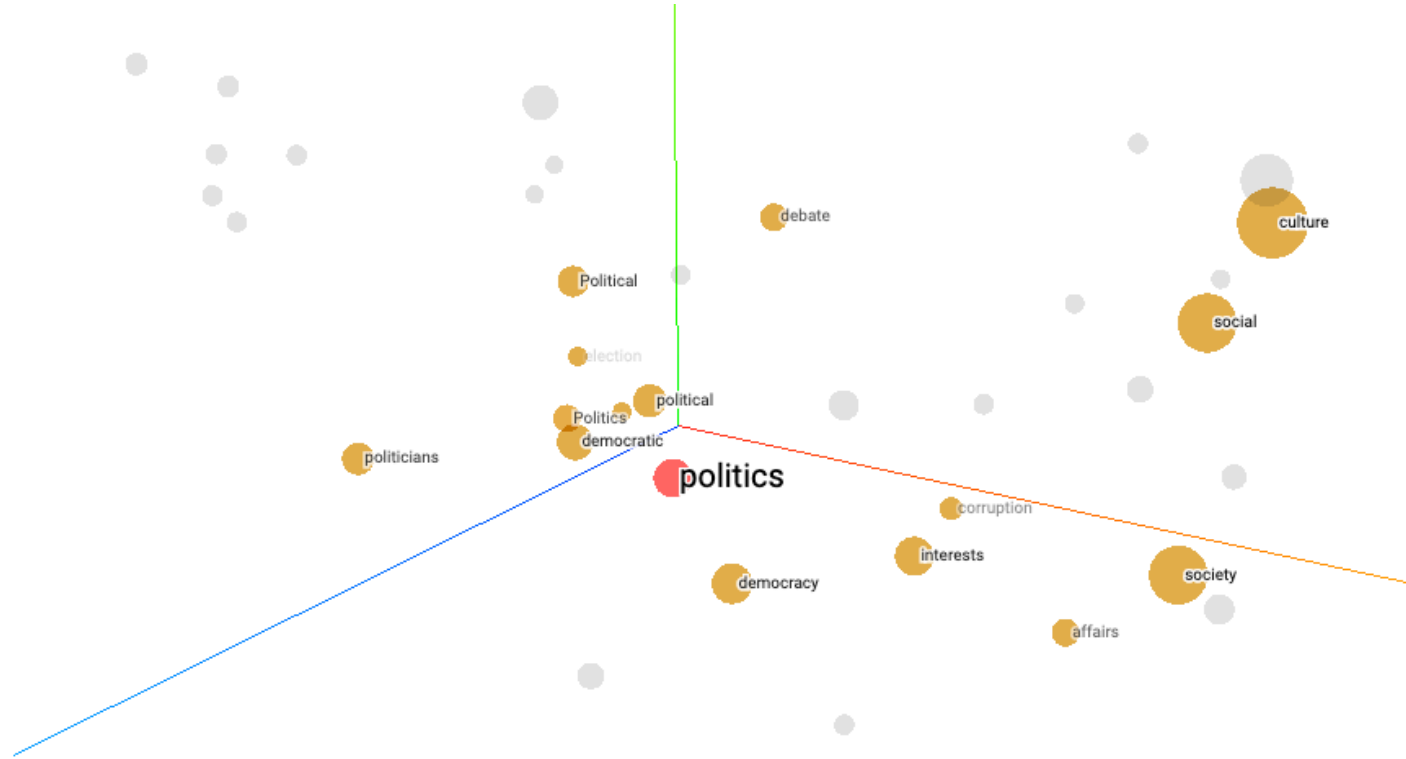 debate
culture
Political
social
election
political
Politics
democratic
politicians
politics
corruption
interests
society
democracy
affairs